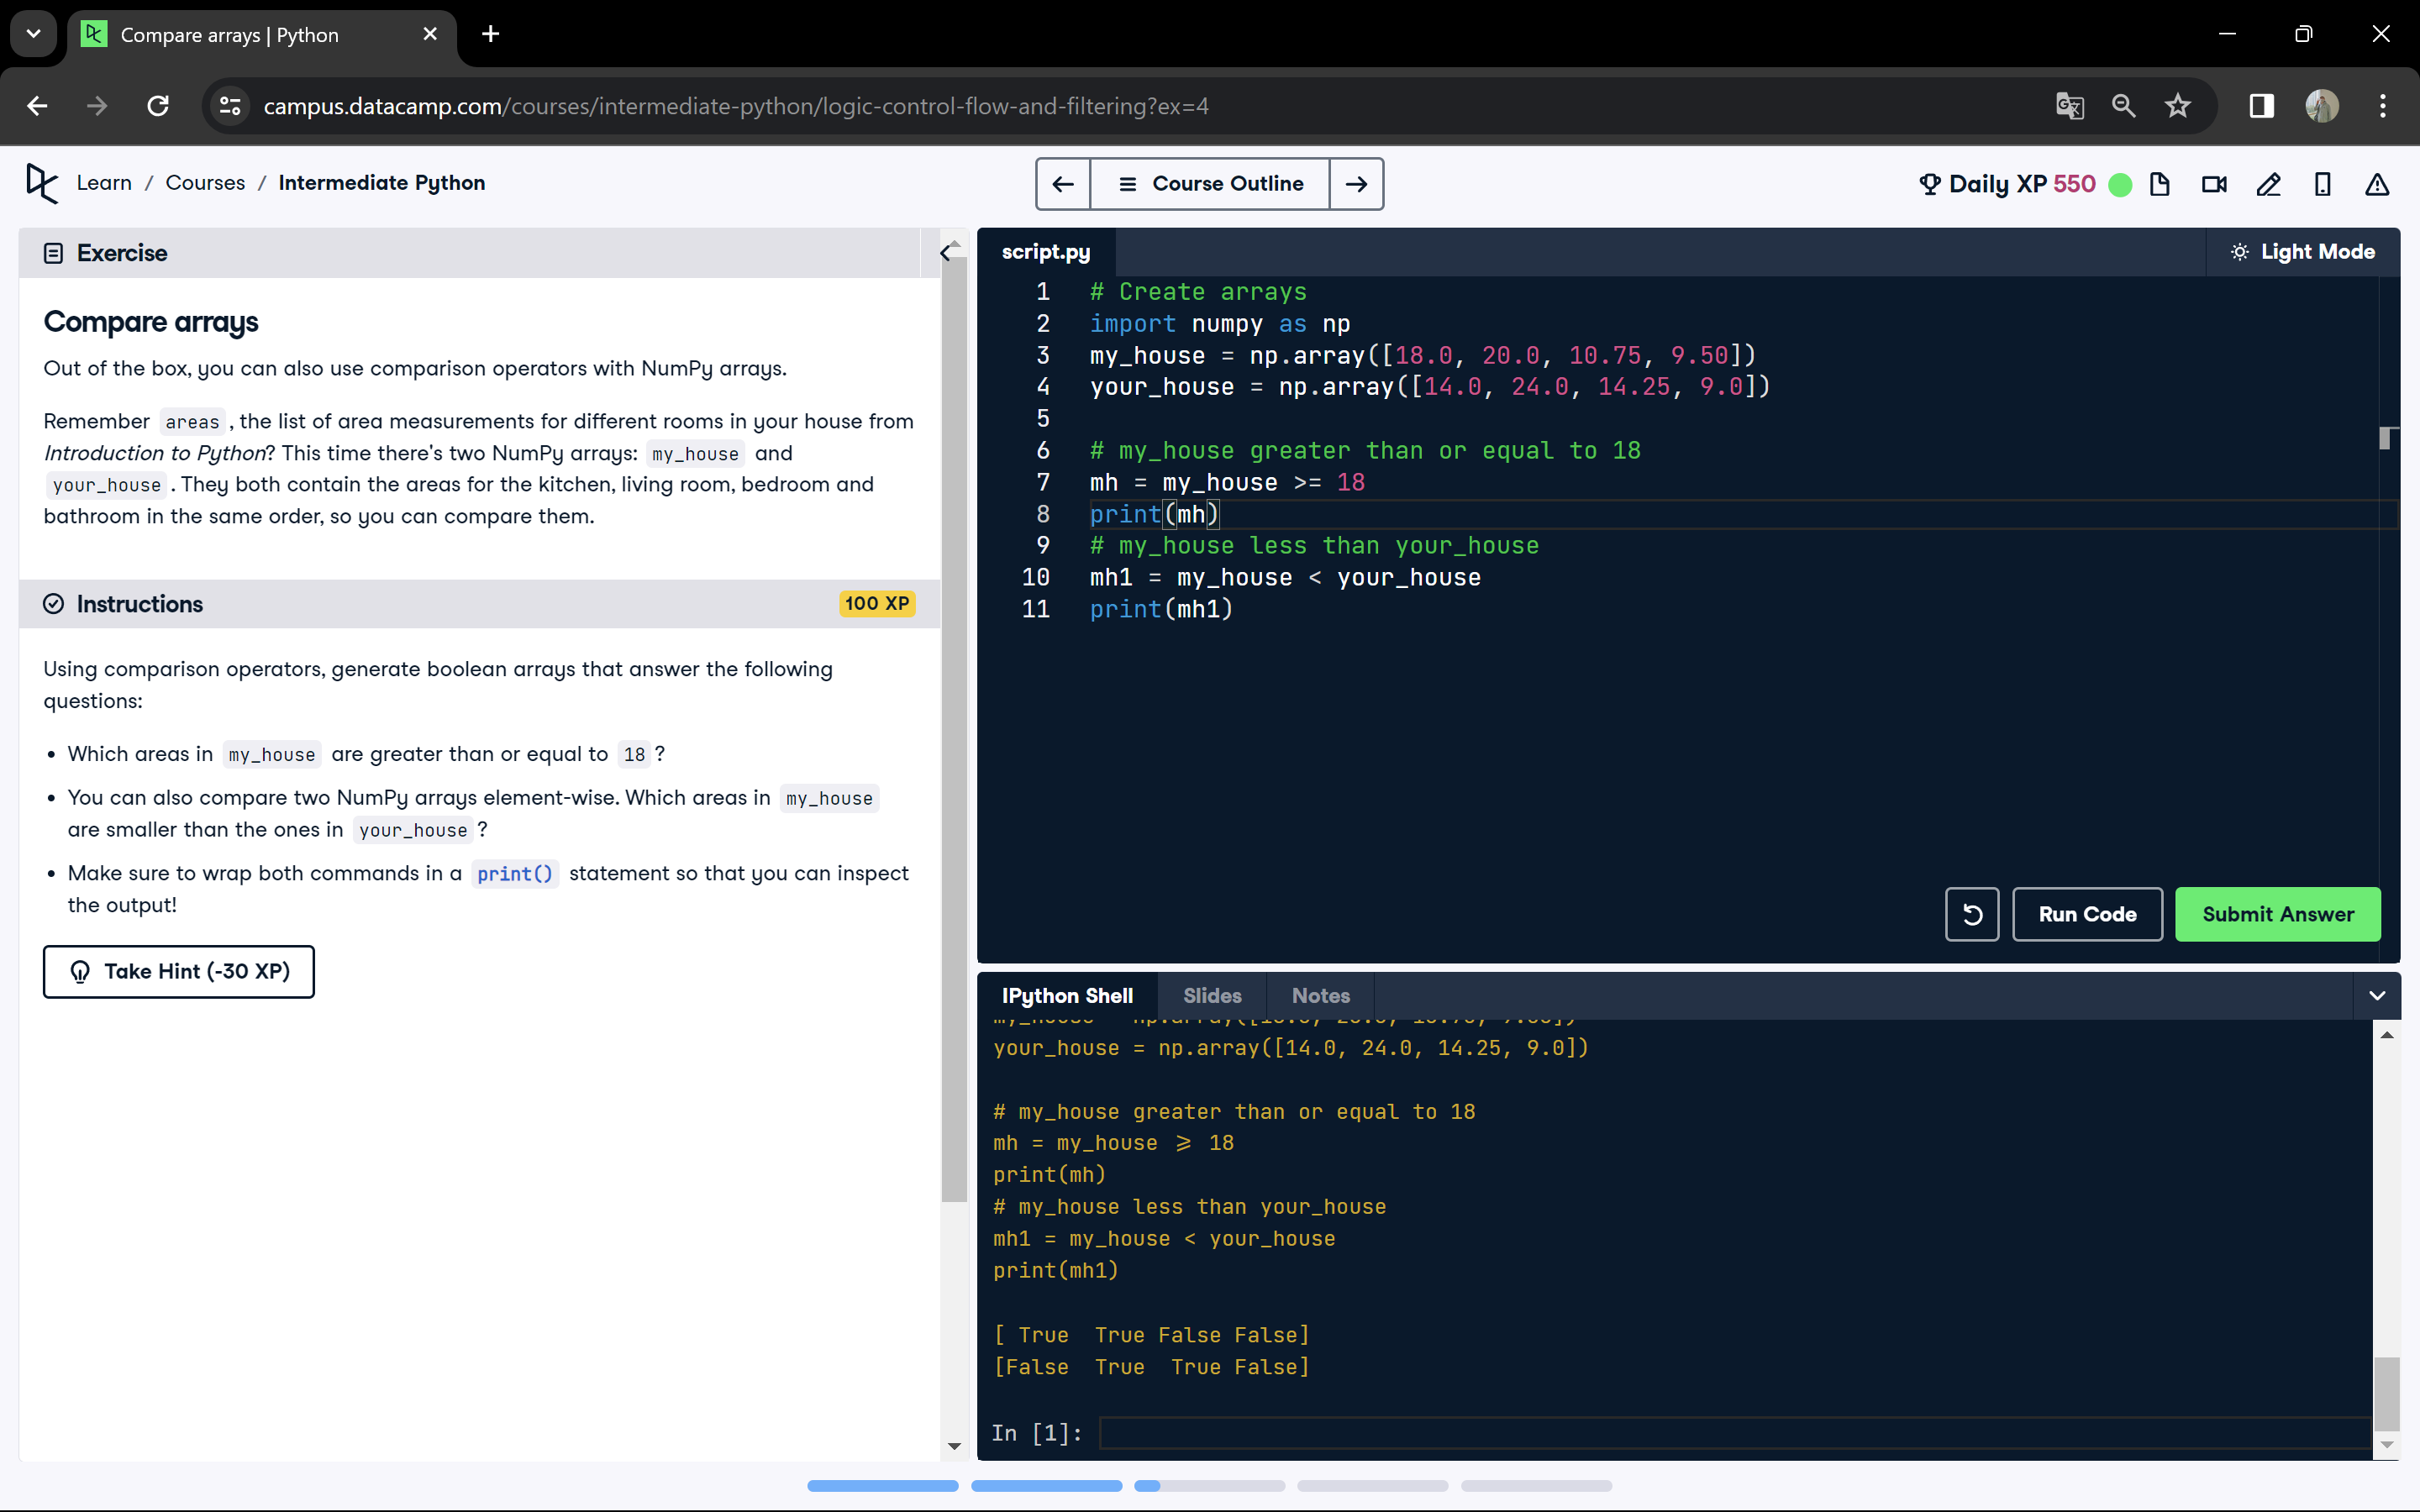 Compare arrays | Python
campus.datacamp.com/courses/intermediate-python/logic-control-flow-and-filtering?ex=4
Learn / Courses / Intermediate Python
Course Outline
Daily XP 550
Exercise
Compare arrays
Out of the box, you can also use comparison operators with NumPy arrays.
Remember areas, the list of area measurements for different rooms in your house from
Introduction to Python? This time there's two NumPy arrays: my_house and
your_house. They both contain the areas for the kitchen, living room, bedroom and
bathroom in the same order, so you can compare them.
Instructions
100 XP
Using comparison operators, generate boolean arrays that answer the following
questions:
• Which areas in my_house are greater than or equal to 18?
• You can also compare two NumPy arrays element-wise. Which areas in my_house
are smaller than the ones in your_house?
• Make sure to wrap both commands in a print() statement so that you can inspect
the output!
Take Hint (-30 XP)
script.py
Light Mode
1 # Create arrays
2 import numpy as np
3 my_house = np.array([18.0, 20.0, 10.75, 9.50])
4 your_house = np.array([14.0, 24.0, 14.25, 9.0])
5
6 # my_house greater than or equal to 18
7 mh = my_house >= 18
8 print(mh)
9 # my_house less than your_house
10 mh1 = my_house < your_house
11 print(mh1)
Run Code
Submit Answer
IPython Shell
Slides
Notes
my_house = np.array([18.0, 20.0, 10.75, 9.50])
your_house = np.array([14.0, 24.0, 14.25, 9.0])
# my_house greater than or equal to 18
mh = my_house >= 18
print(mh)
# my_house less than your_house
mh1 = my_house < your_house
print(mh1)
[ True  True False False]
[False  True  True False]
In [1]: